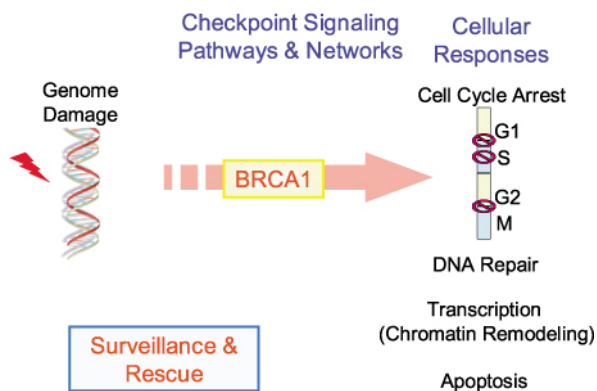 Checkpoint Signaling
Pathways & Networks
Cellular
Responses
Genome
Damage
BRCA1
Cell Cycle Arrest
G1
S
G2
M
DNA Repair
Transcription
(Chromatin Remodeling)
Apoptosis
Surveillance &
Rescue